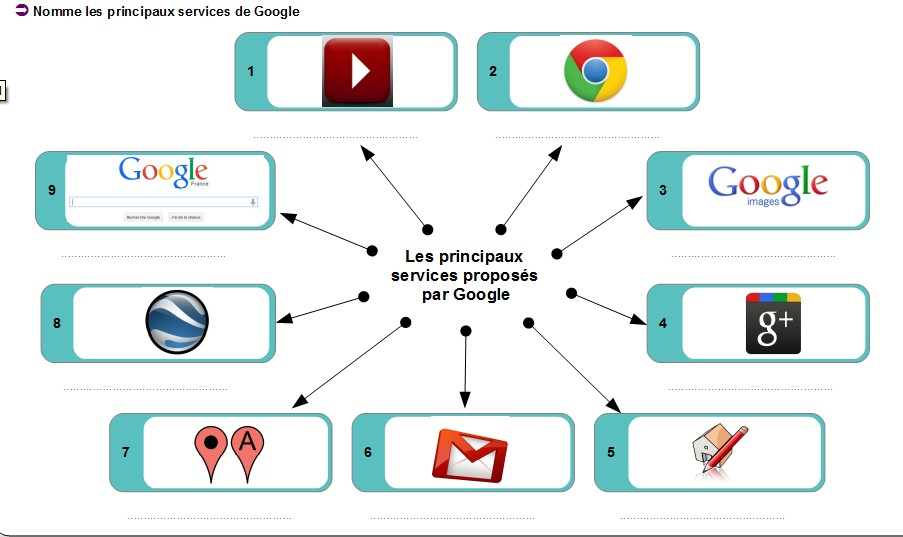 Nomme les principaux services de Google
1
2
9
Google
France
Recherche Google J'ai de la chance
3
Google
images
Les principaux
services proposés
par Google
8
4
g+
7
A
6
5